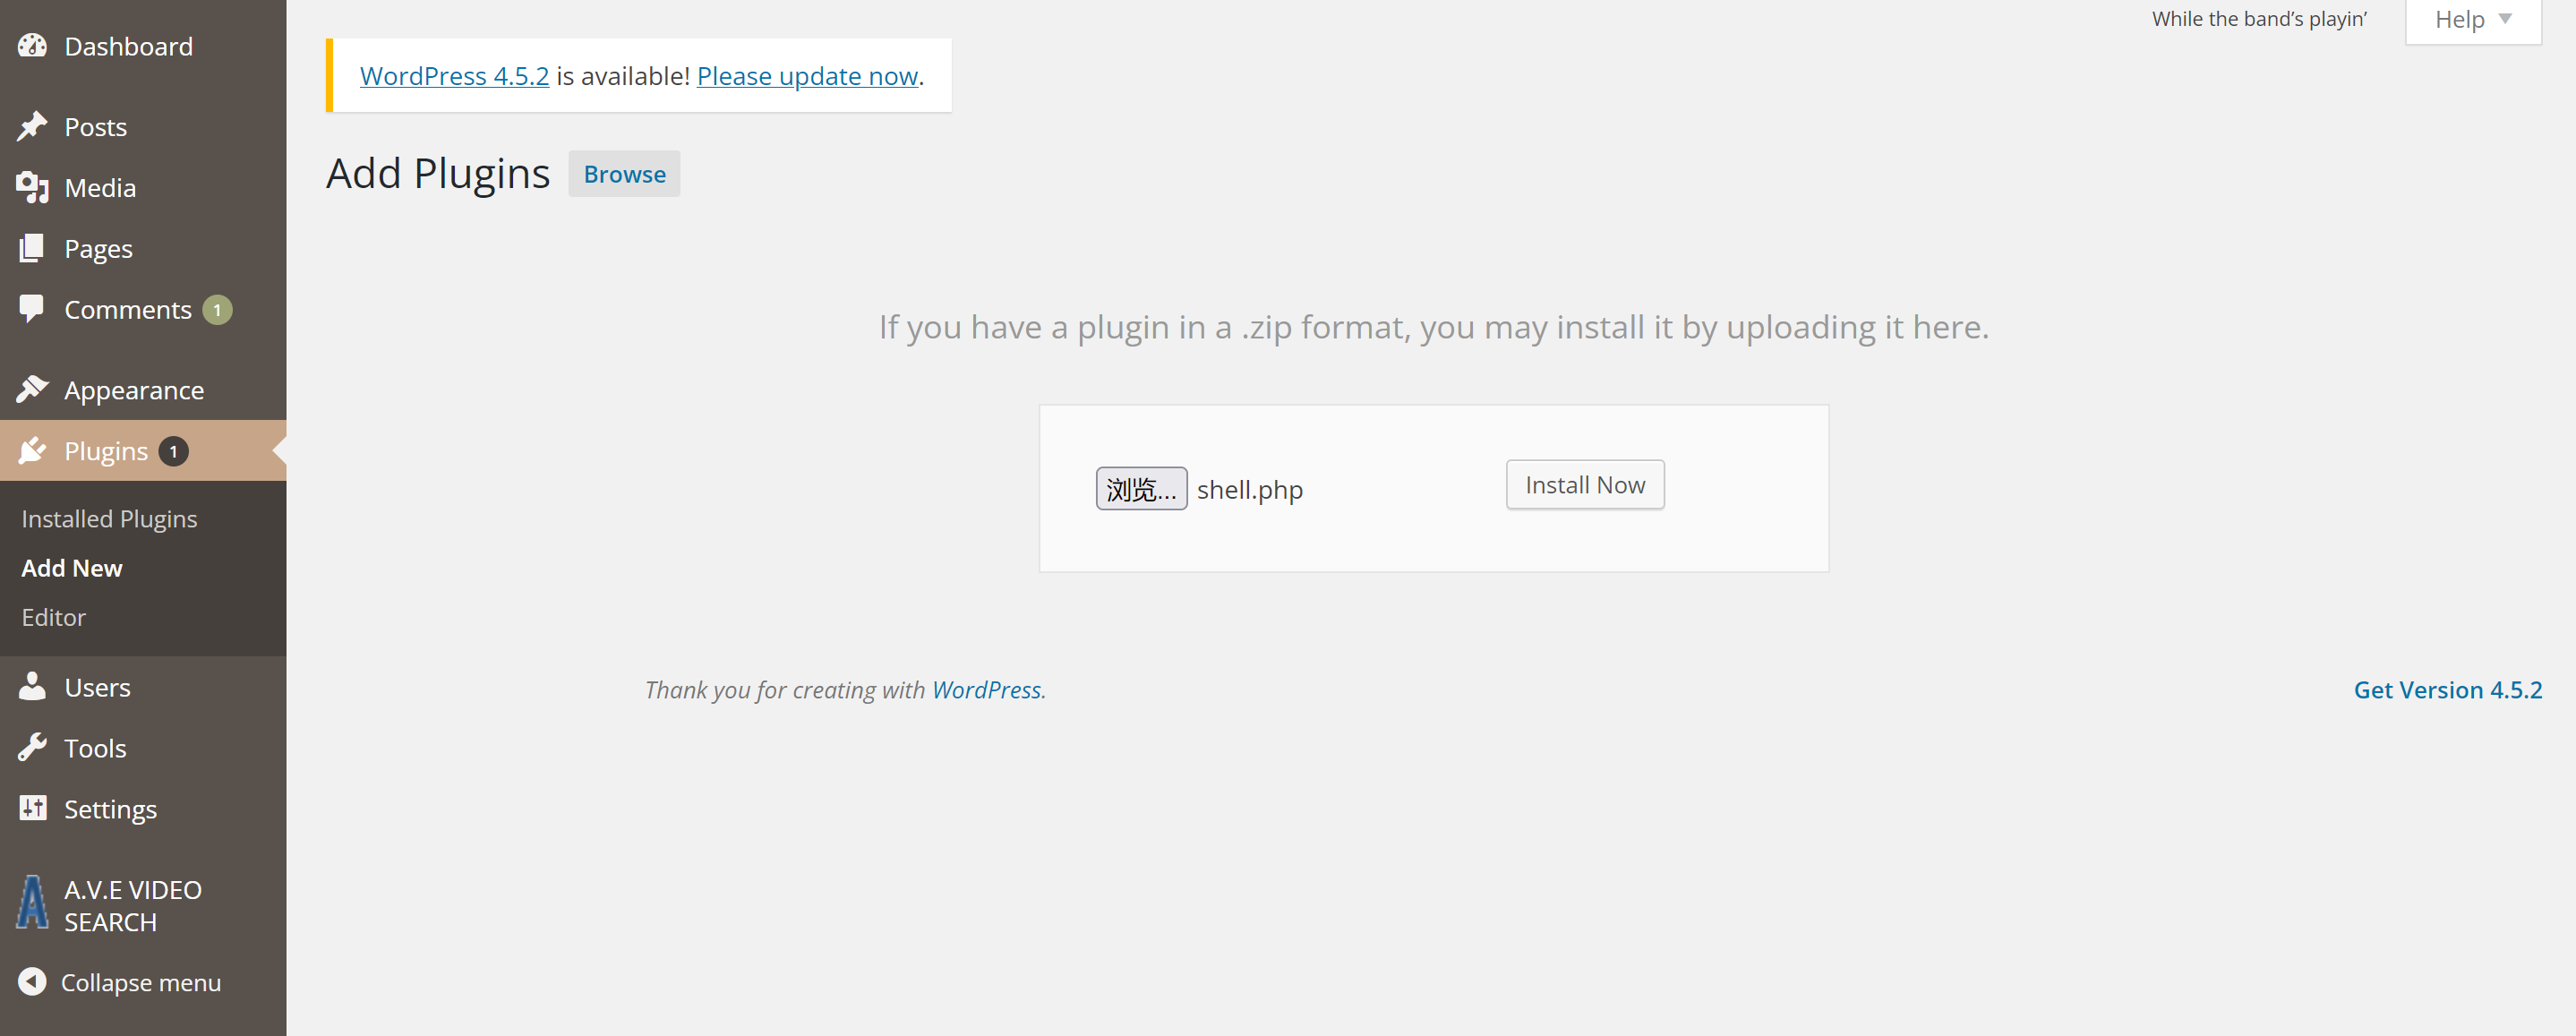 Dashboard
Posts
Media
Pages
Comments 1
Appearance
Plugins 1
Installed Plugins
Add New
Editor
Users
Tools
Settings
A.V.E VIDEO
SEARCH
Collapse menu
While the band’s playin’
Help
WordPress 4.5.2 is available! Please update now.
Add Plugins Browse
If you have a plugin in a .zip format, you may install it by uploading it here.
浏览... shell.php Install Now
Thank you for creating with WordPress.
Get Version 4.5.2